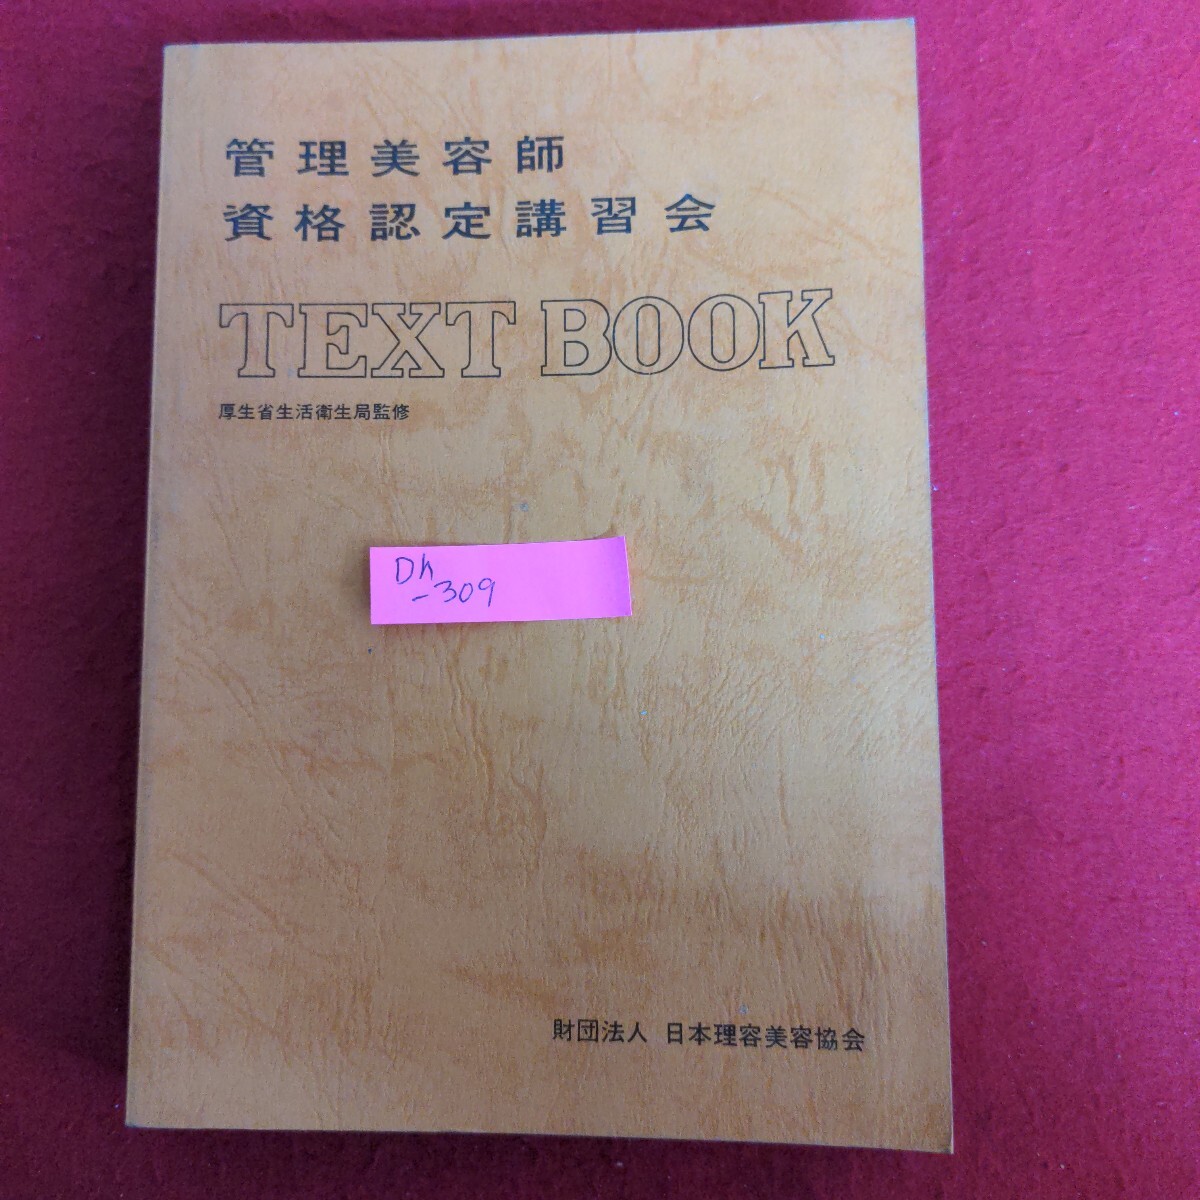 管理美容師
資格認定講習会
TEXT BOOK
厚生省生活衛生局監修
DK
-309
財団法人 日本理容美容協会